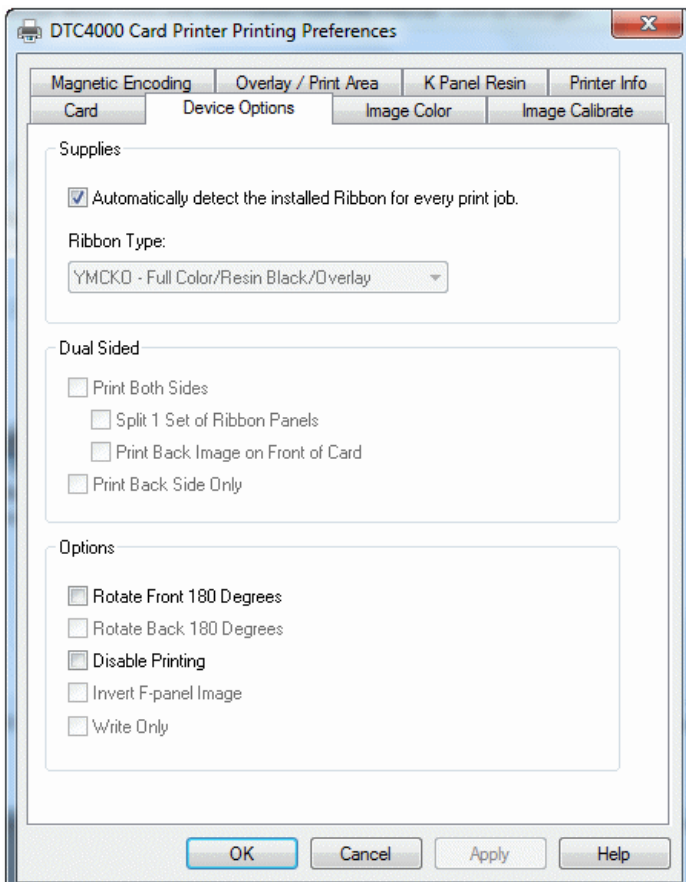 DTC4000 Card Printer Printing Preferences
Magnetic Encoding Overlay / Print Area K Panel Resin Printer Info
Card Device Options Image Color Image Calibrate
Supplies
Automatically detect the installed Ribbon for every print job.
Ribbon Type:
YMCKO - Full Color/Resin Black/Overlay
Dual Sided
Print Both Sides
Split 1 Set of Ribbon Panels
Print Back Image on Front of Card
Print Back Side Only
Options
Rotate Front 180 Degrees
Rotate Back 180 Degrees
Disable Printing
Invert F-panel Image
Write Only
OK Cancel Apply Help